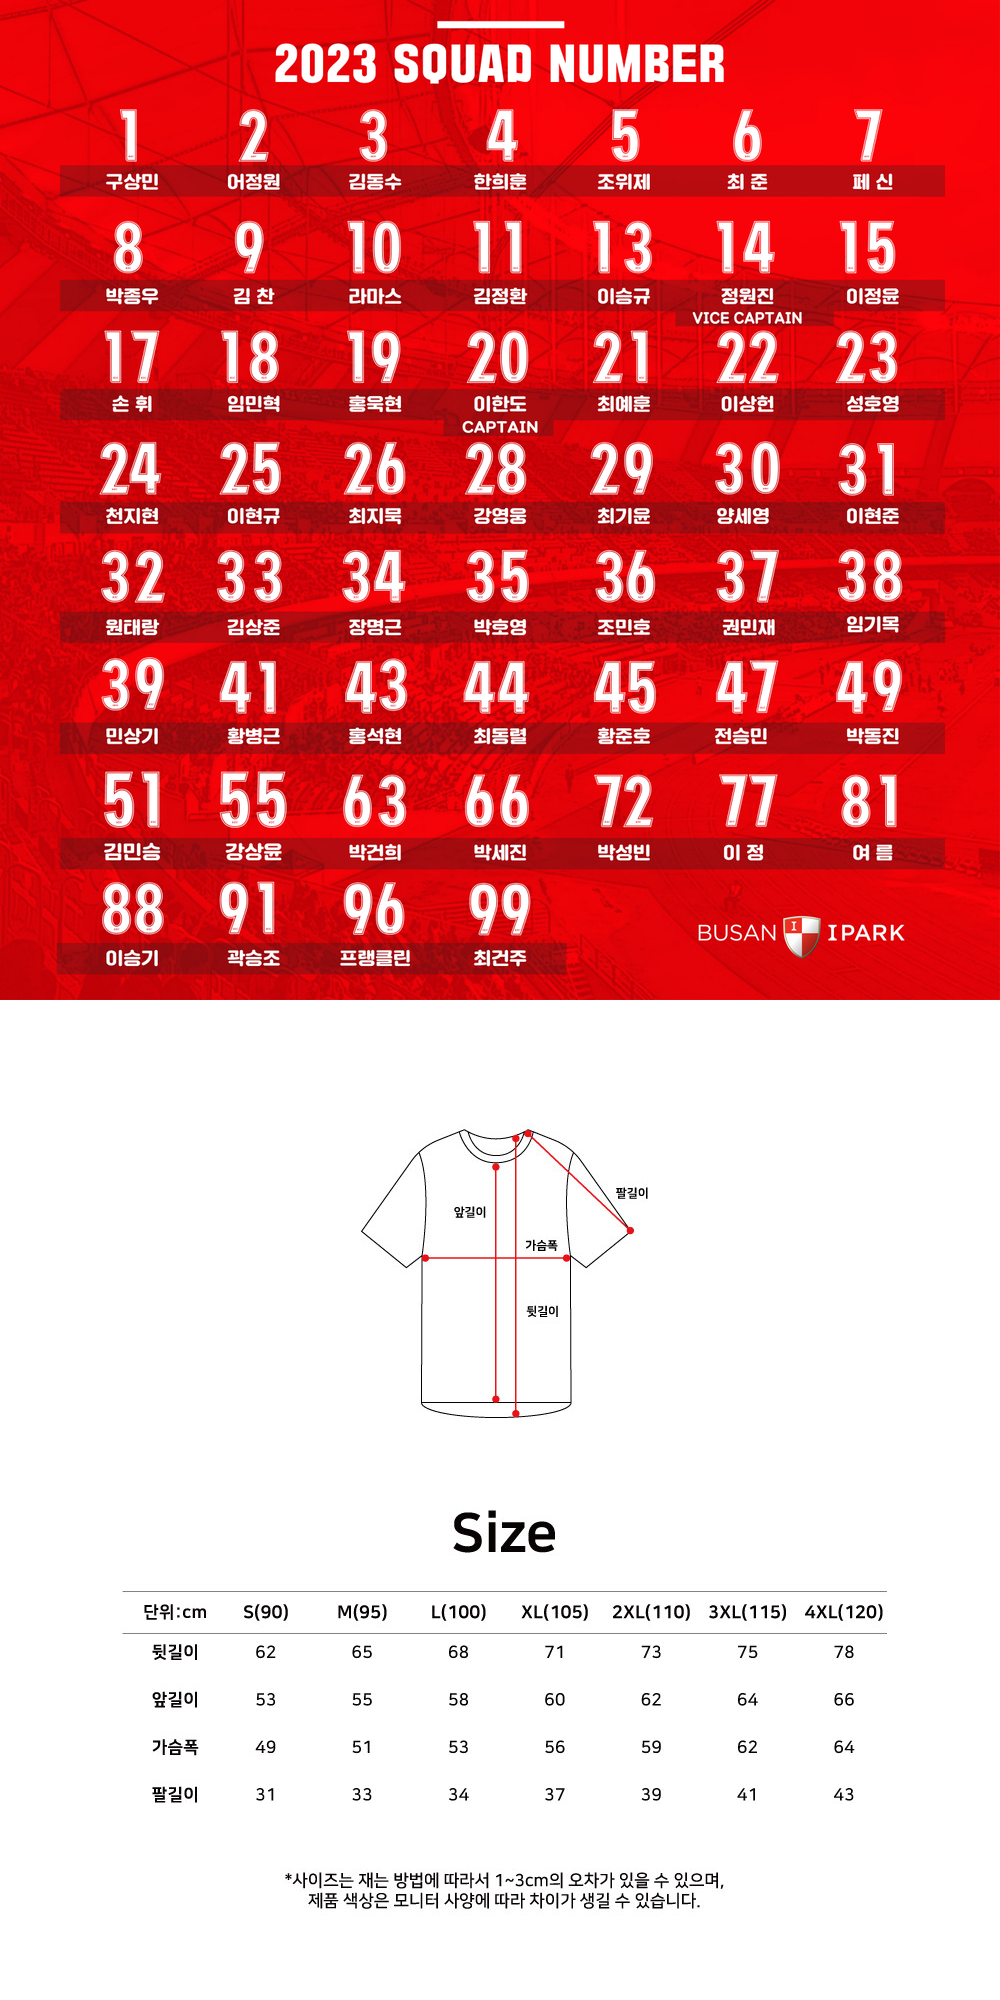 2023 SQUAD NUMBER
1 2 3 4 5 6 7
구상민 어정원 김동수 한희훈 조위제 최 준 페 신
8 9 10 11 13 14 15
박종우 김 찬 라마스 김정환 이승규 정원진 이정윤
VICE CAPTAIN
17 18 19 20 21 22 23
손 휘 임민혁 홍욱현 이한도 최예훈 이상헌 성호영
CAPTAIN
24 25 26 28 29 30 31
천지현 이현규 최지묵 강영웅 최기윤 양세영 이현준
32 33 34 35 36 37 38
원태랑 김상준 장명근 박호영 조민호 권민재 임기목
39 41 43 44 45 47 49
민상기 황병근 홍석현 최동렬 황준호 전승민 박동진
51 55 63 66 72 77 81
김민승 강상윤 박건희 박세진 박성빈 이 정 여 름
88 91 96 99
이승기 곽승조 프랭클린 최건주
BUSAN I IPARK
팔길이
앞길이
가슴폭
뒷길이
Size
단위:cm S(90) M(95) L(100) XL(105) 2XL(110) 3XL(115) 4XL(120)
뒷길이 62 65 68 71 73 75 78
앞길이 53 55 58 60 62 64 66
가슴폭 49 51 53 56 59 62 64
팔길이 31 33 34 37 39 41 43
*사이즈는 재는 방법에 따라서 1~3cm의 오차가 있을 수 있으며,
제품 색상은 모니터 사양에 따라 차이가 생길 수 있습니다.